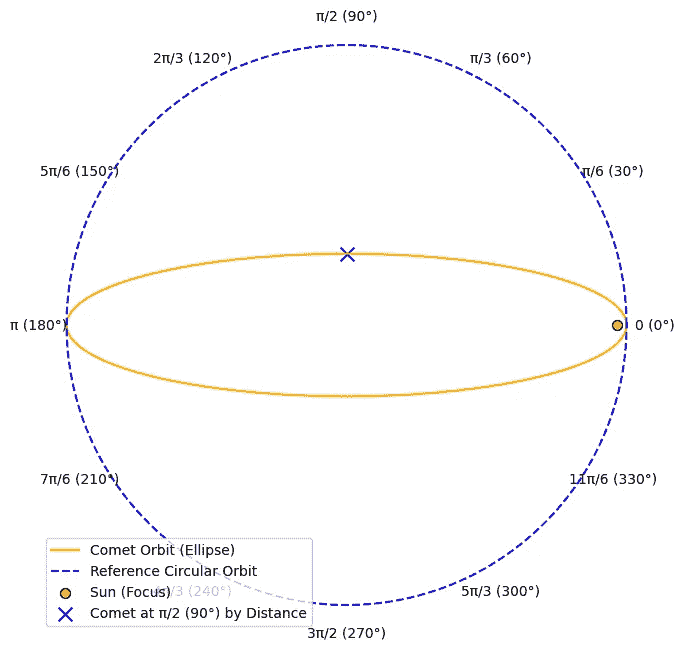 π/2 (90°)
2π/3 (120°)
π/3 (60°)
5π/6 (150°)
π/6 (30°)
π (180°)
0 (0°)
7π/6 (210°)
11π/6 (330°)
Comet Orbit (Ellipse)
Reference Circular Orbit
Sun (Focus)
π/3 (240°)
5π/3 (300°)
Comet at π/2 (90°) by Distance
3π/2 (270°)